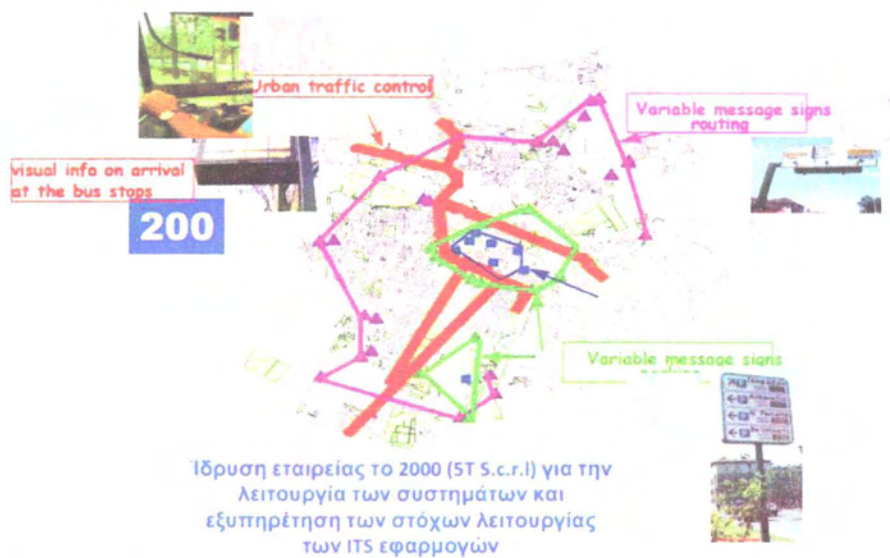 Urban traffic control
Variable message signs
routing
visual info on arrival
at the bus stops
200
Variable message signs
Ίδρυση εταιρείας το 2000 (5T S.c.r.l) για την
λειτουργία των συστημάτων και
εξυπηρέτηση των στόχων λειτουργίας
των ITS εφαρμογών